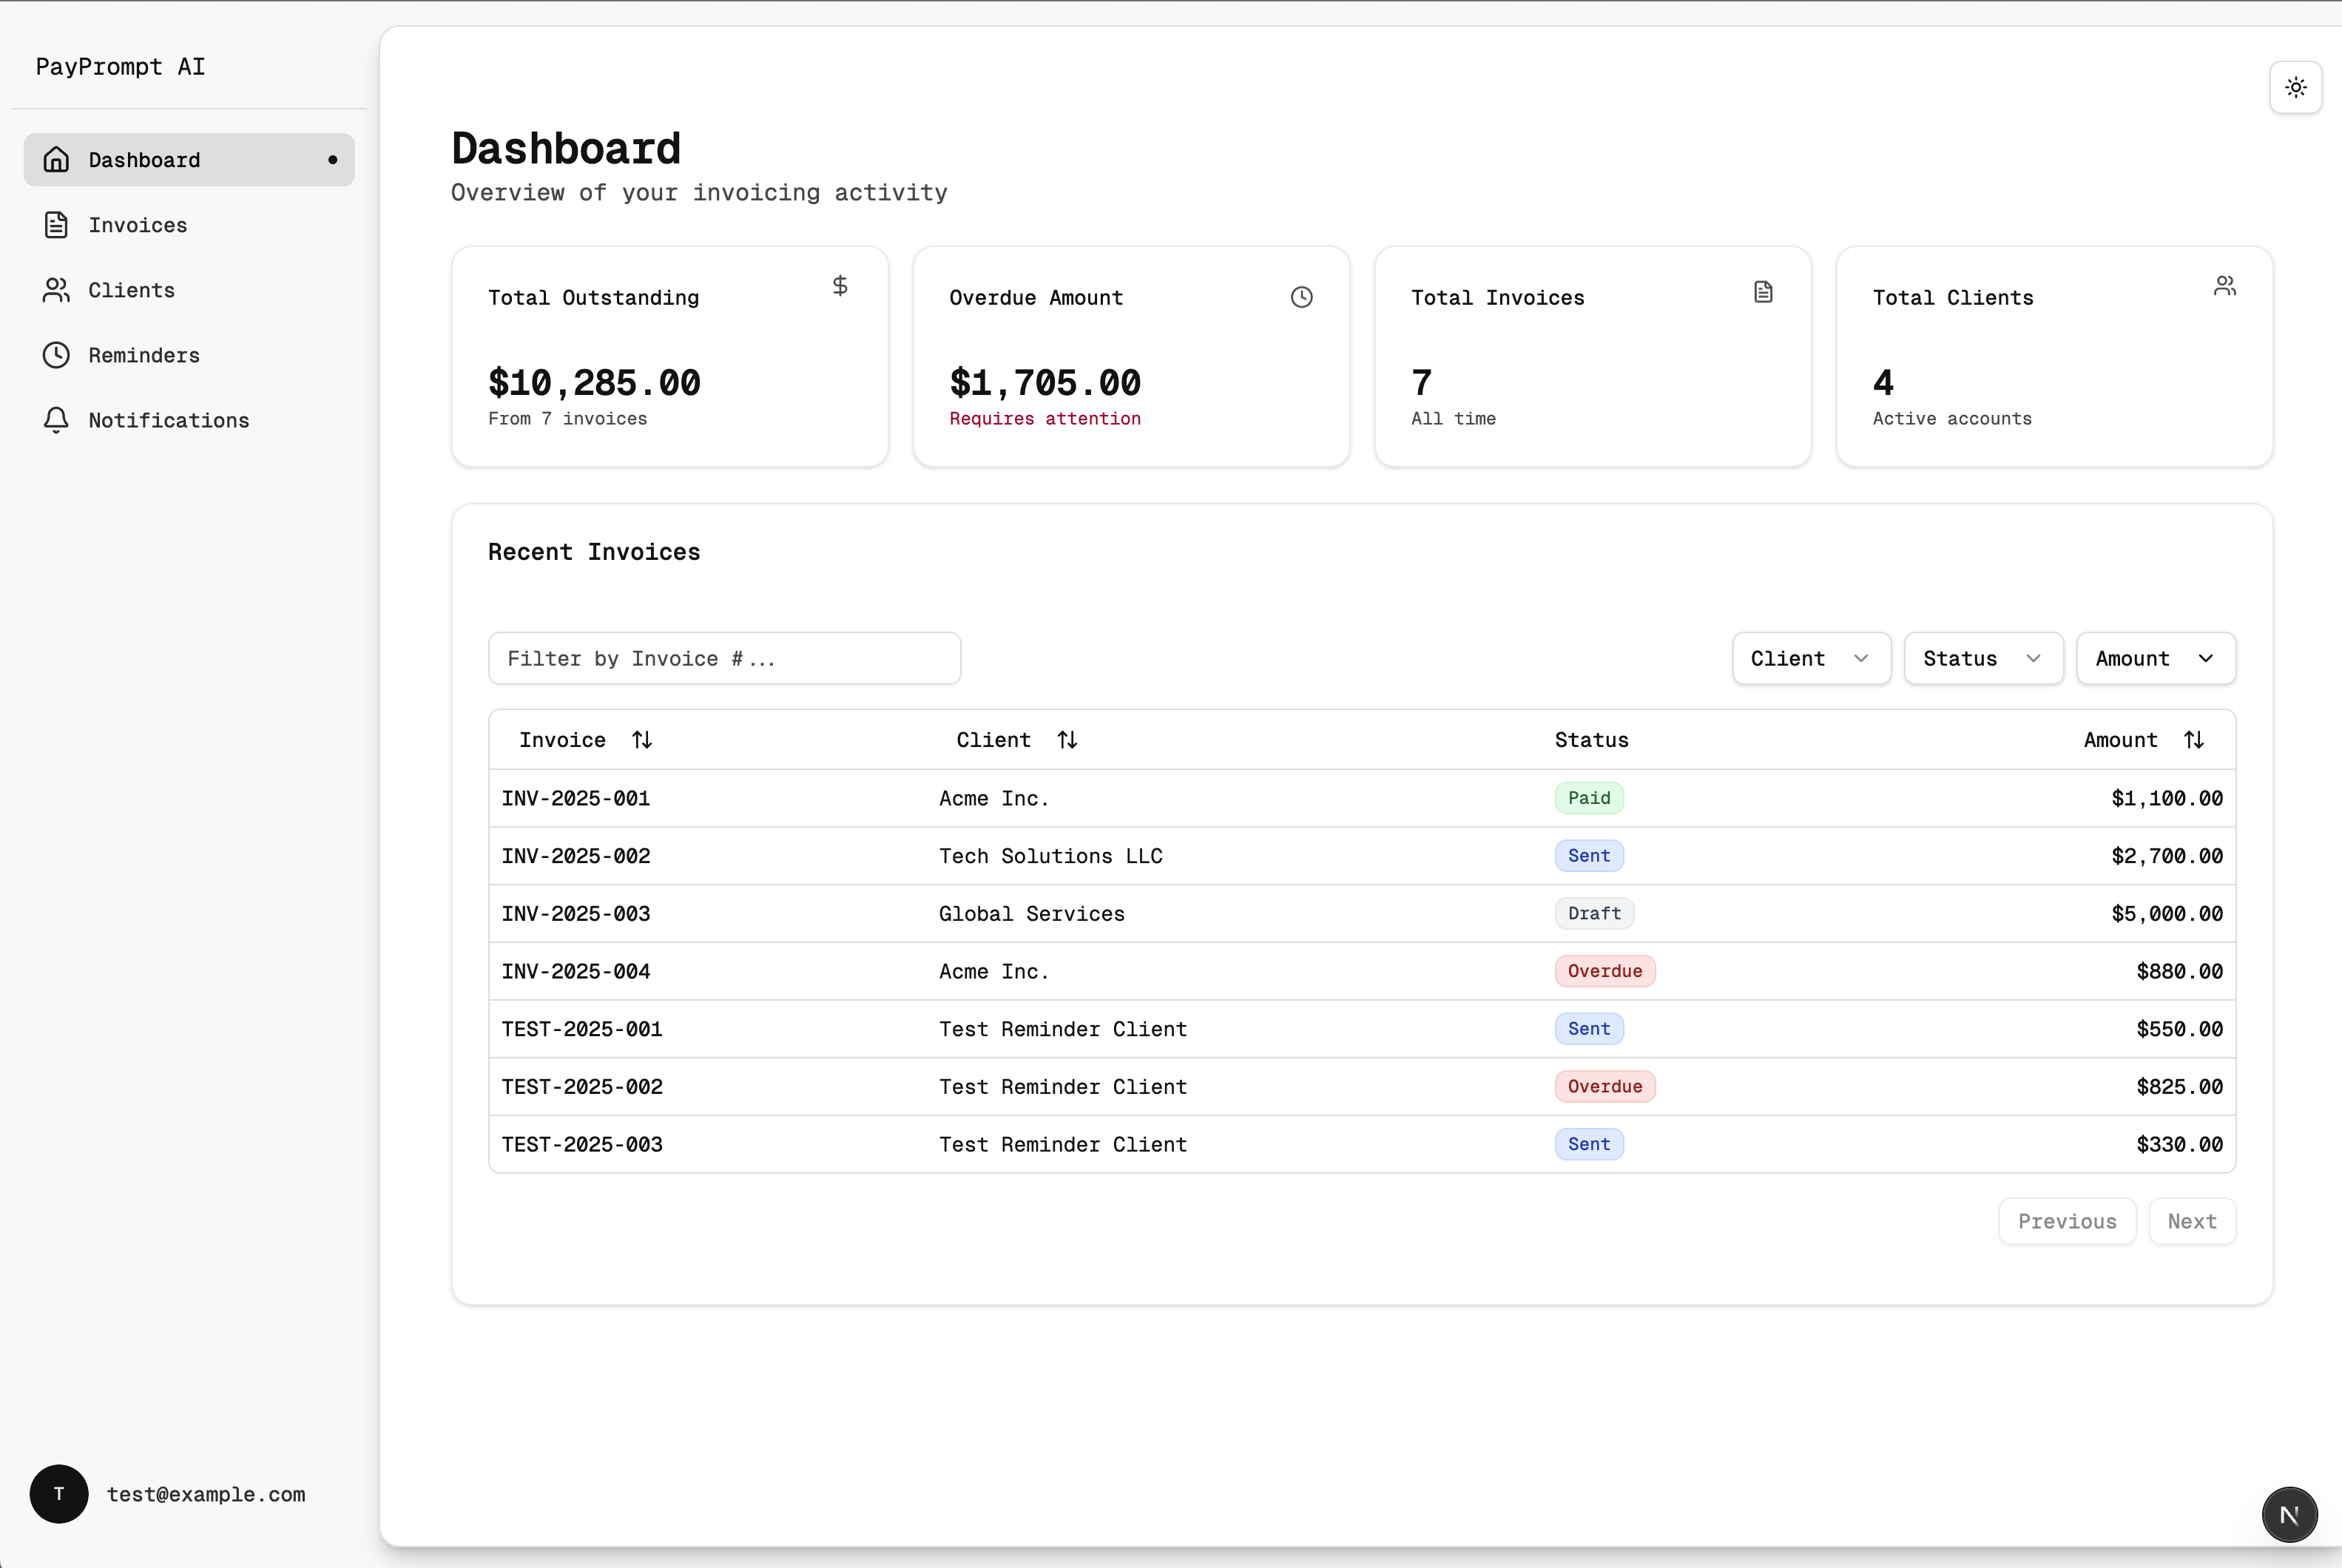 PayPrompt AI
Dashboard
Invoices
Clients
Reminders
Notifications
T test@example.com
Dashboard
Overview of your invoicing activity
Total Outstanding
$
$10,285.00
From 7 invoices
Overdue Amount
$1,705.00
Requires attention
Total Invoices
7
All time
Total Clients
4
Active accounts
Recent Invoices
Filter by Invoice #... Client Status Amount
Invoice Client Status Amount
INV-2025-001 Acme Inc. Paid $1,100.00
INV-2025-002 Tech Solutions LLC Sent $2,700.00
INV-2025-003 Global Services Draft $5,000.00
INV-2025-004 Acme Inc. Overdue $880.00
TEST-2025-001 Test Reminder Client Sent $550.00
TEST-2025-002 Test Reminder Client Overdue $825.00
TEST-2025-003 Test Reminder Client Sent $330.00
Previous Next
N